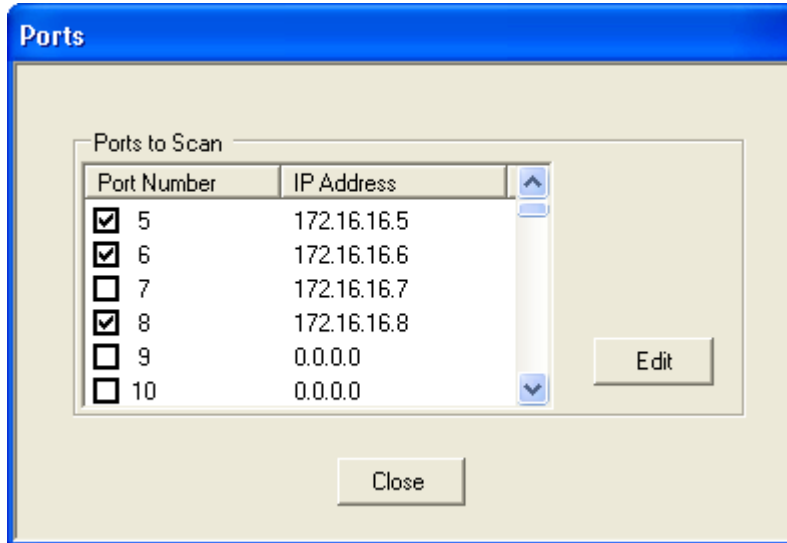 Ports
Ports to Scan
Port Number IP Address
5 172.16.16.5
6 172.16.16.6
7 172.16.16.7
8 172.16.16.8
9 0.0.0.0
10 0.0.0.0
Edit
Close